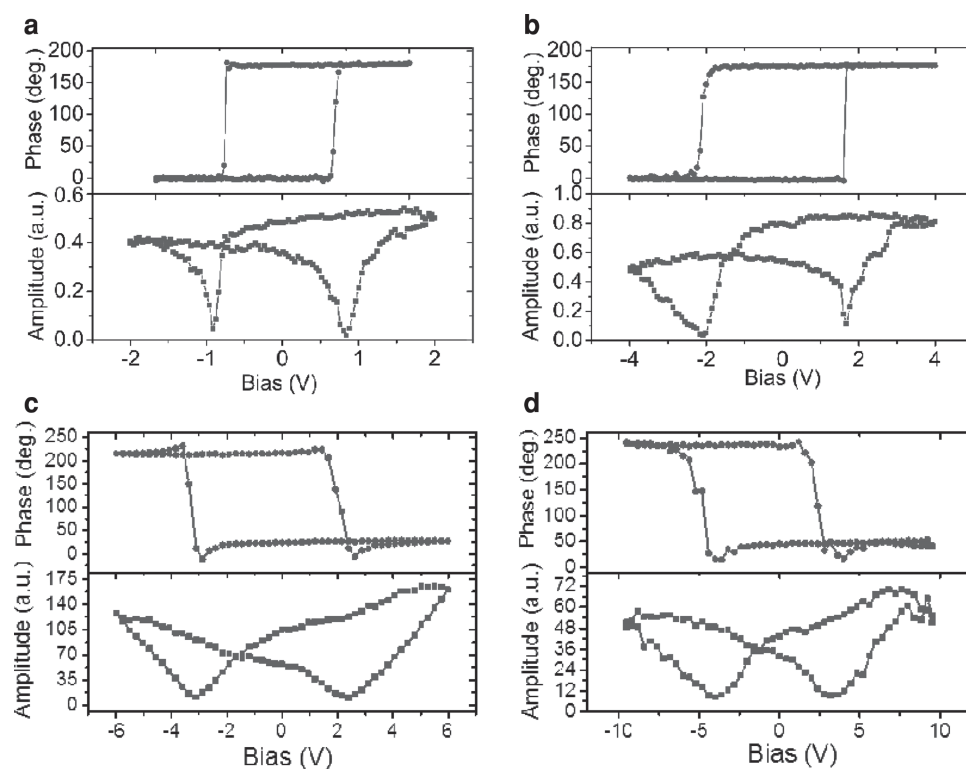 a
200
150
100
50
0
Phase (deg.)
0.6
0.4
0.2
0.0
Amplitude (a.u.)
-2 -1 0 1 2
Bias (V)
b
200
150
100
50
0
Phase (deg.)
1.0
0.8
0.6
0.4
0.2
0.0
Amplitude (a.u.)
-4 -2 0 2 4
Bias (V)
c
250
200
150
100
50
0
Phase (deg.)
175
140
105
70
35
0
Amplitude (a.u.)
-6 -4 -2 0 2 4 6
Bias (V)
d
250
200
150
100
50
0
Phase (deg.)
72
60
48
36
24
12
0
Amplitude (a.u.)
-10 -5 0 5 10
Bias (V)